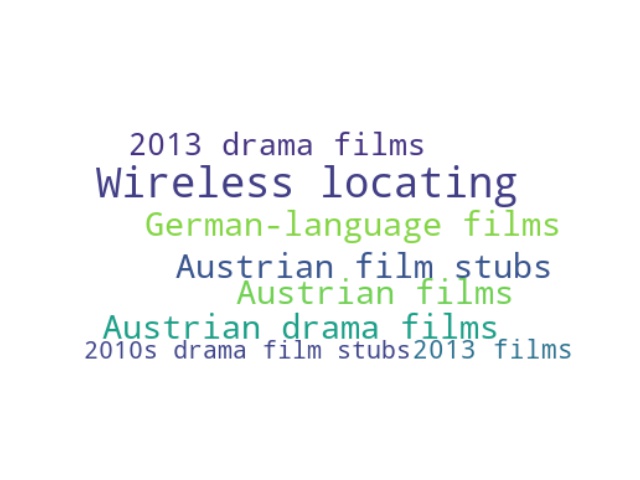 2013 drama films
Wireless locating
German-language films
Austrian film stubs
Austrian films
Austrian drama films
2010s drama film stubs
2013 films